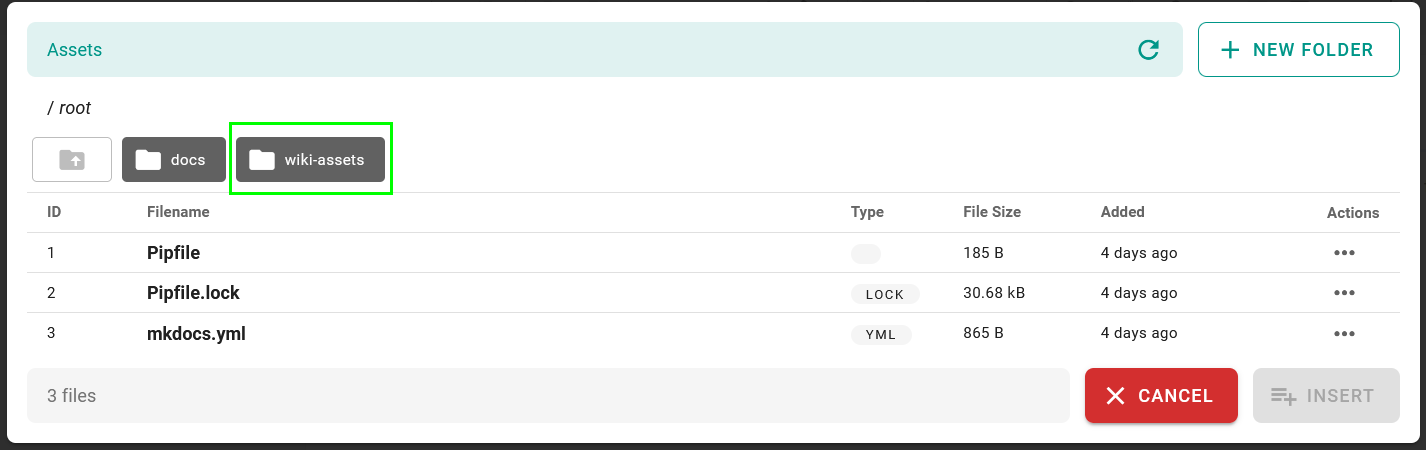 Assets
NEW FOLDER
/ root
docs wiki-assets
ID Filename Type File Size Added Actions
1 Pipfile 185 B 4 days ago
2 Pipfile.lock LOCK 30.68 kB 4 days ago
3 mkdocs.yml YML 865 B 4 days ago
3 files CANCEL INSERT